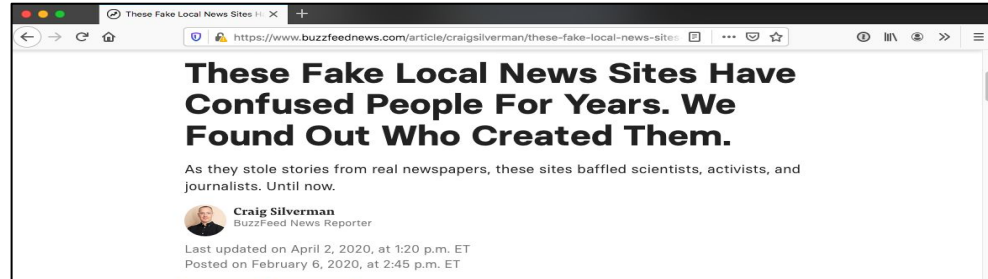 These Fake Local News Sites H
https://www.buzzfeednews.com/article/craigsilverman/these-fake-local-news-sites
These Fake Local News Sites Have
Confused People For Years. We
Found Out Who Created Them.
As they stole stories from real newspapers, these sites baffled scientists, activists, and
journalists. Until now.
Craig Silverman
BuzzFeed News Reporter
Last updated on April 2, 2020, at 1:20 p.m. ET
Posted on February 6, 2020, at 2:45 p.m. ET